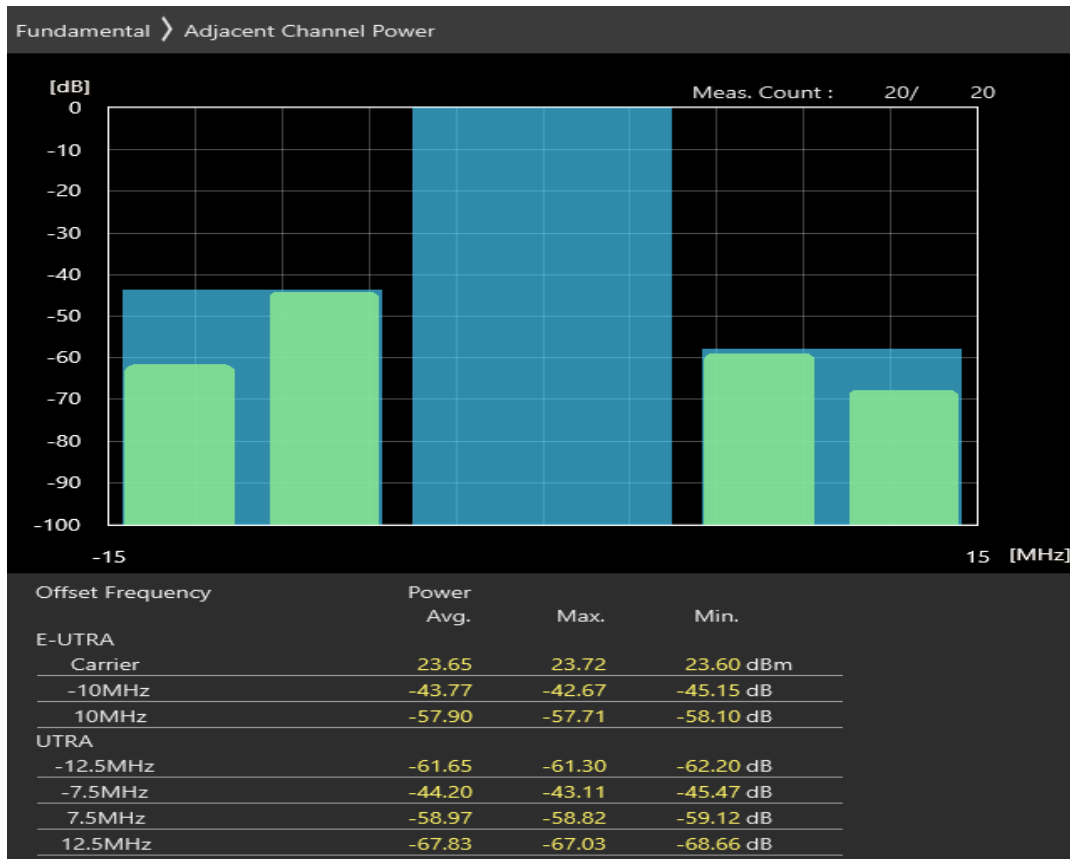 Fundamental ❯ Adjacent Channel Power
[dB]
Meas. Count : 20/ 20
0
-10
-20
-30
-40
-50
-60
-70
-80
-90
-100
-15 15 [MHz]
Offset Frequency Power
Avg. Max. Min.
E-UTRA
Carrier 23.65 23.72 23.60 dBm
-10MHz -43.77 -42.67 -45.15 dB
10MHz -57.90 -57.71 -58.10 dB
UTRA
-12.5MHz -61.65 -61.30 -62.20 dB
-7.5MHz -44.20 -43.11 -45.47 dB
7.5MHz -58.97 -58.82 -59.12 dB
12.5MHz -67.83 -67.03 -68.66 dB